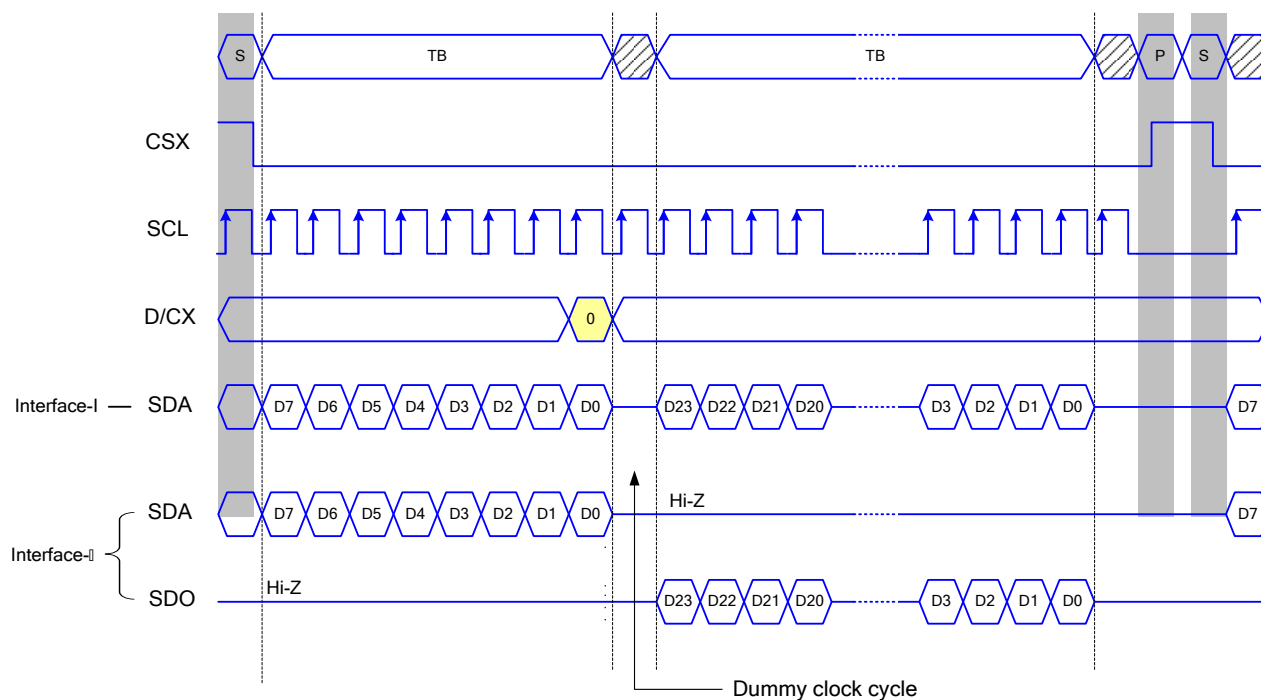 S TB TB P S
CSX
SCL
D/CX 0
Interface-I SDA D7 D6 D5 D4 D3 D2 D1 D0 D23 D22 D21 D20 D3 D2 D1 D0 D7
SDA D7 D6 D5 D4 D3 D2 D1 D0 Hi-Z D7
Interface-
SDO Hi-Z D23 D22 D21 D20 D3 D2 D1 D0
Dummy clock cycle